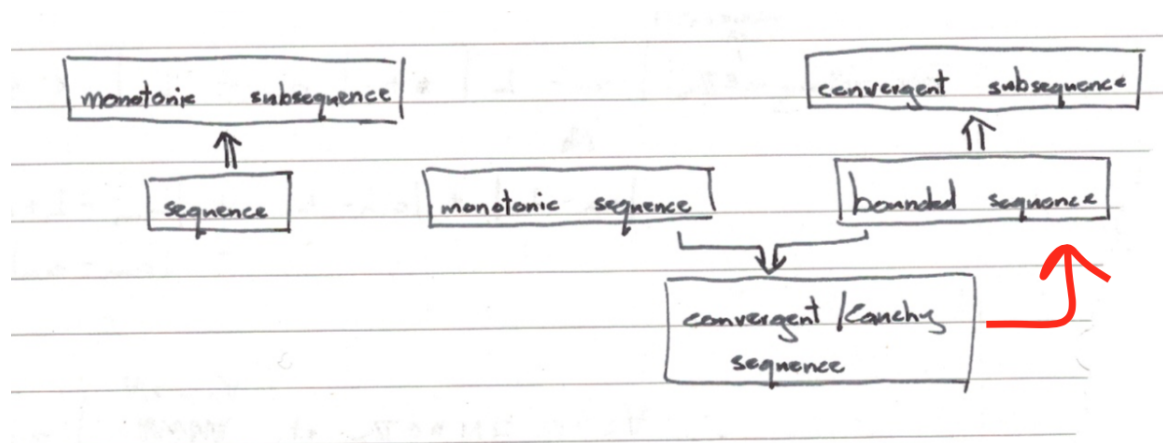 monotonic subsequence
convergent subsequence
sequence
monotonic sequence
bounded sequence
convergent/Cauchy
sequence